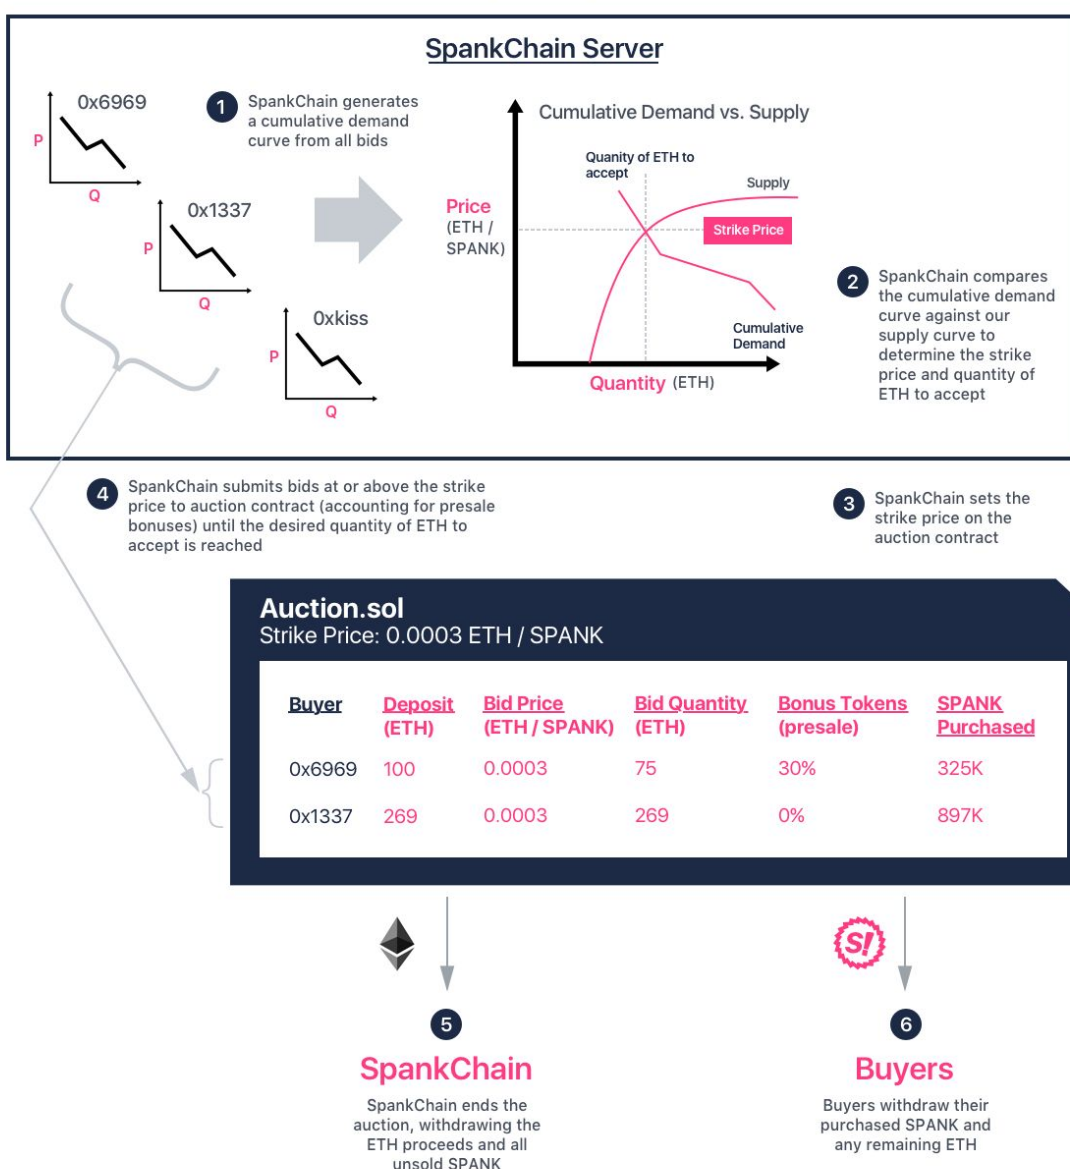 SpankChain Server
0x6969
P
Q
0x1337
P
Q
0xkiss
P
Q
1
SpankChain generates
a cumulative demand
curve from all bids
Cumulative Demand vs. Supply
Quanity of ETH to
accept
Supply
Price
(ETH /
SPANK)
Strike Price
Cumulative
Demand
Quantity (ETH)
2
SpankChain compares
the cumulative demand
curve against our
supply curve to
determine the strike
price and quantity of
ETH to accept
4
SpankChain submits bids at or above the strike
price to auction contract (accounting for presale
bonuses) until the desired quantity of ETH to
accept is reached
3
SpankChain sets the
strike price on the
auction contract
Auction.sol
Strike Price: 0.0003 ETH / SPANK
Buyer Deposit Bid Price Bid Quantity Bonus Tokens SPANK
(ETH) (ETH / SPANK) (ETH) (presale) Purchased
0x6969 100 0.0003 75 30% 325K
0x1337 269 0.0003 269 0% 897K
S!
5
SpankChain
SpankChain ends the
auction, withdrawing the
ETH proceeds and all
unsold SPANK
6
Buyers
Buyers withdraw their
purchased SPANK and
any remaining ETH